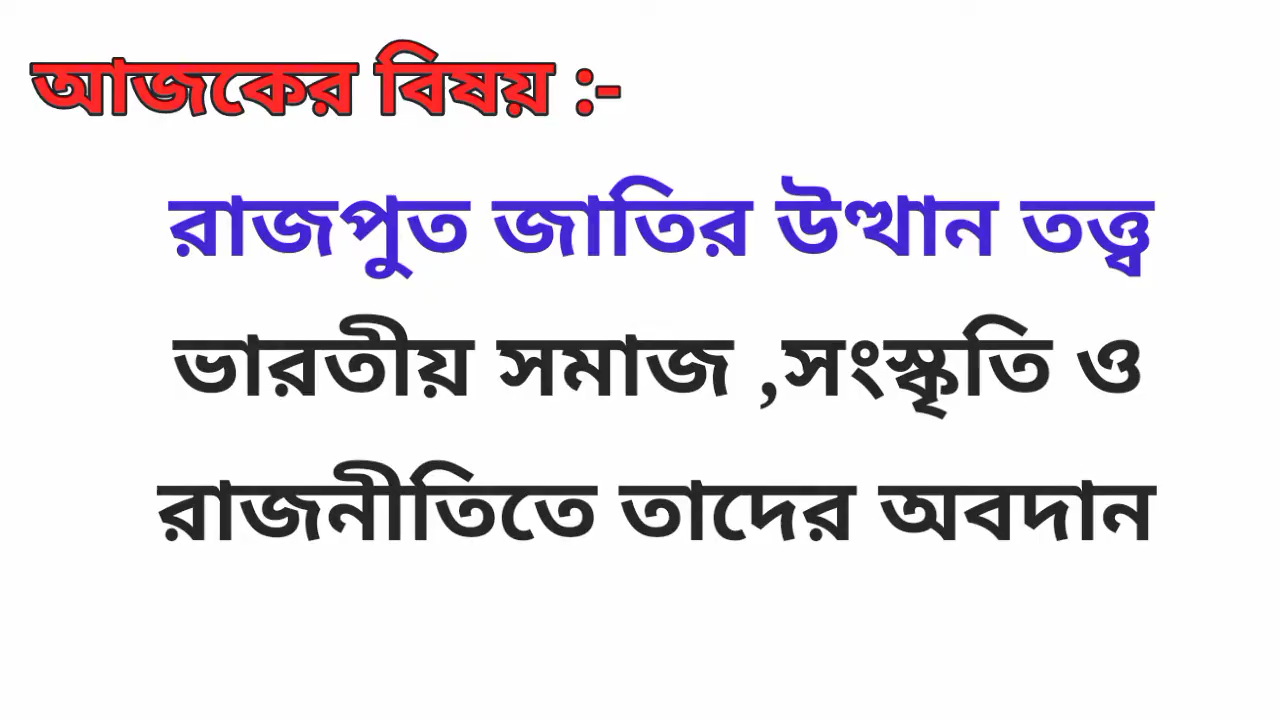 আজকের বিষয় :-
রাজপুত জাতির উত্থান তত্ত্ব
ভারতীয় সমাজ ,সংস্কৃতি ও
রাজনীতিতে তাদের অবদান